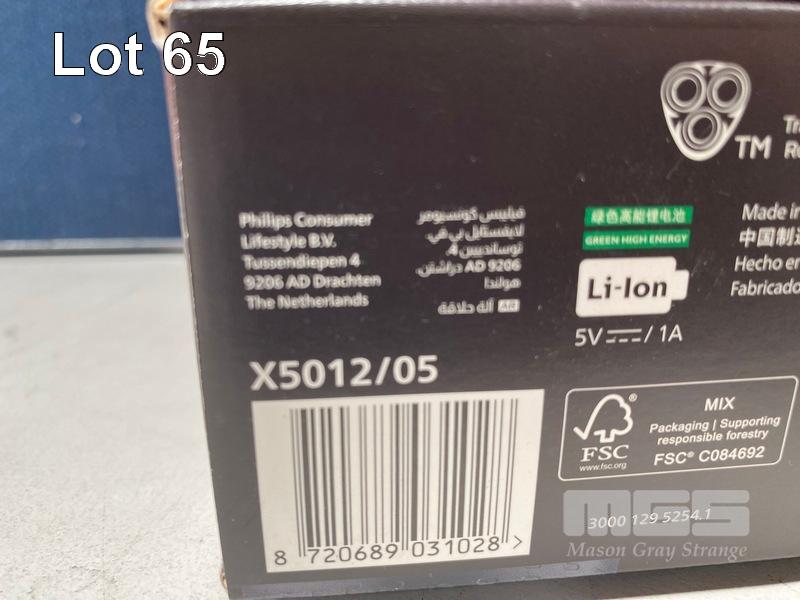 Lot 65
TM
Philips Consumer
Lifestyle B.V.
Tussendiepen 4
9206 AD Drachten
The Netherlands
فيليبس كونسيومر
لايفستايل بي في
توسانديبين 4،
9206 AD دراشتن،
هولندا
آلة حلاقة AR
绿色高能锂电池
GREEN HIGH ENERGY
Li-Ion
5V / 1A
Made in
中国制造
Hecho en
Fabricado
X5012/05
8 720689 031028 >
FSC®
www.fsc.org
MIX
Packaging | Supporting
responsible forestry
FSC® C084692
3000 129 5254.1
MGS
Mason Gray Strange